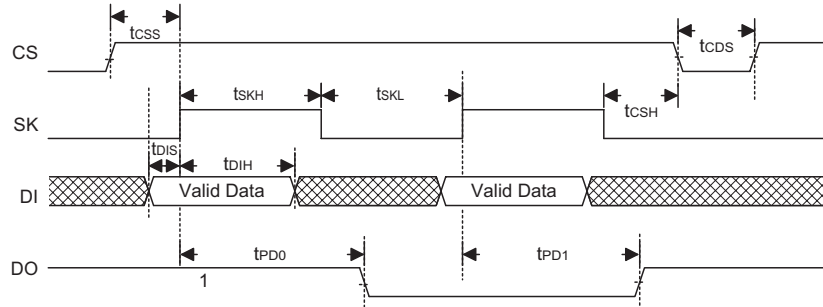 tCSS
tCDS
CS
tSKH
tSKL
tCSH
SK
tDIS
tDIH
DI
Valid Data
Valid Data
tPD0
tPD1
DO
1